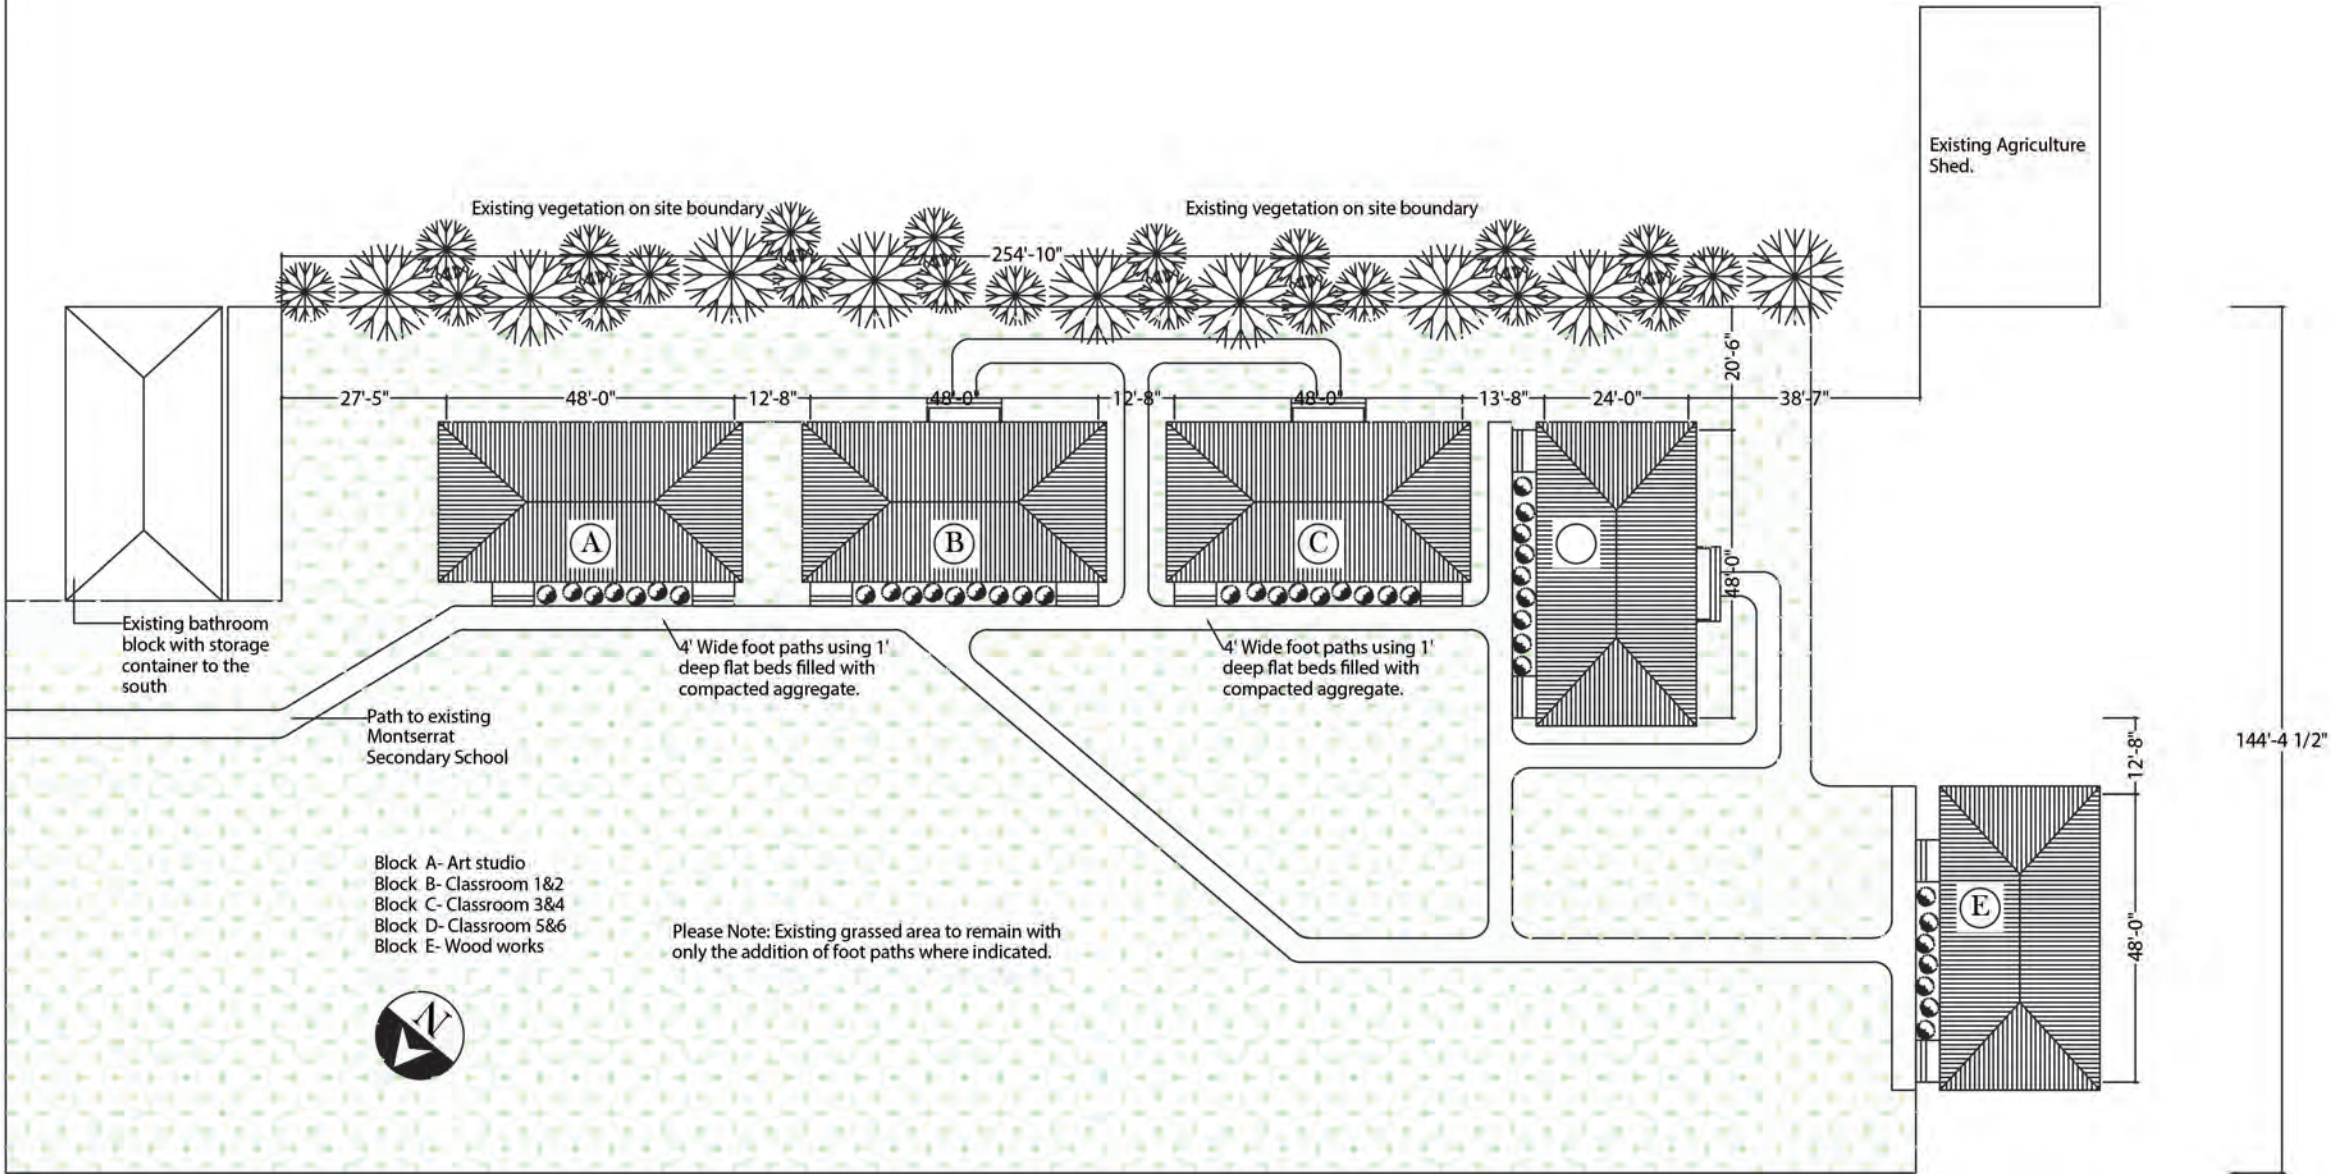 Existing Agriculture
Shed.
Existing vegetation on site boundary
Existing vegetation on site boundary
254'-10"
20'-6"
27'-5"
48'-0"
12'-8"
48'-0"
12'-8"
48'-0"
13'-8"
24'-0"
38'-7"
A
B
C
48'-0"
Existing bathroom
block with storage
container to the
south
4' Wide foot paths using 1'
deep flat beds filled with
compacted aggregate.
4' Wide foot paths using 1'
deep flat beds filled with
compacted aggregate.
Path to existing
Montserrat
Secondary School
12'-8"
144'-4 1/2"
E
48'-0"
Block A- Art studio
Block B- Classroom 1&2
Block C- Classroom 3&4
Block D- Classroom 5&6
Block E- Wood works
Please Note: Existing grassed area to remain with
only the addition of foot paths where indicated.
N